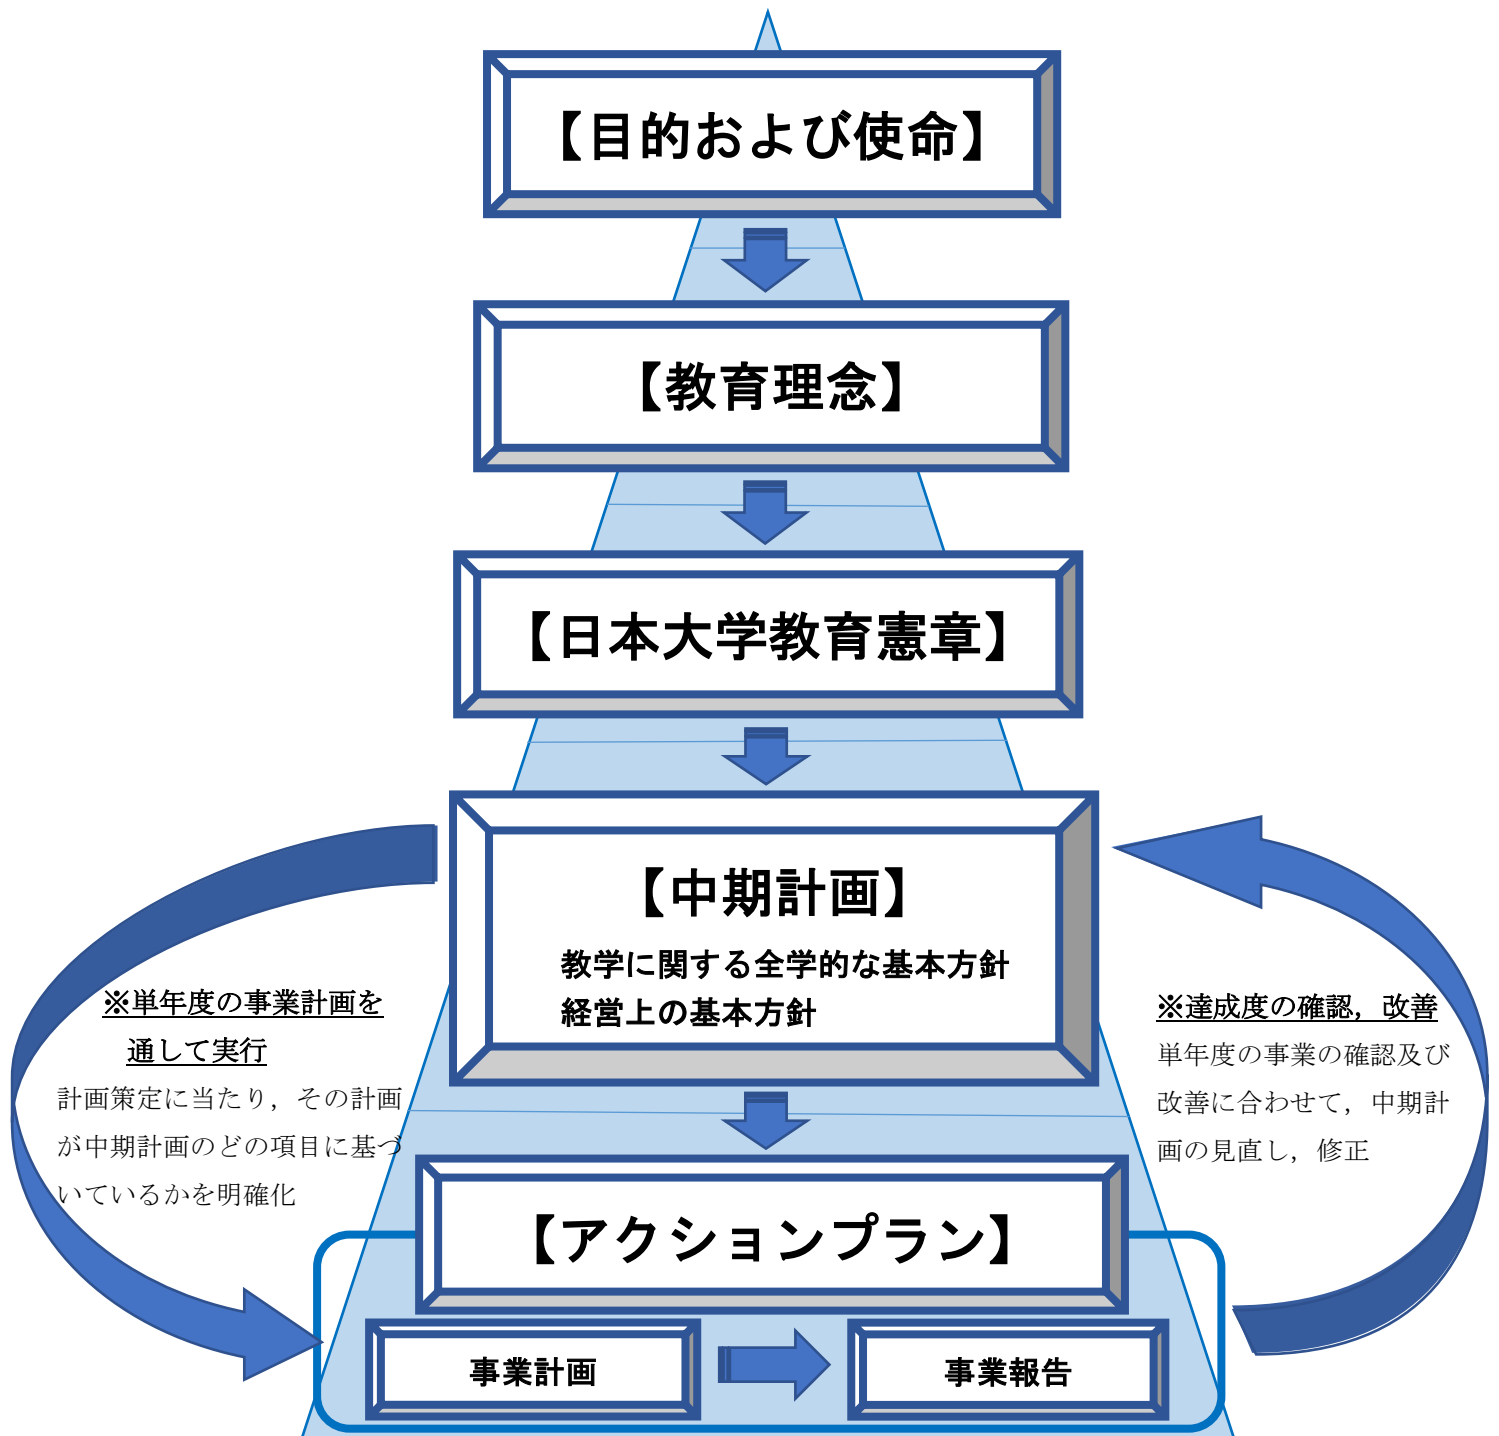 【目的および使命】
【教育理念】
【日本大学教育憲章】
【中期計画】
教学に関する全学的な基本方針
経営上の基本方針
※単年度の事業計画を
通して実行
計画策定に当たり，その計画
が中期計画のどの項目に基づ
いているかを明確化
※達成度の確認，改善
単年度の事業の確認及び
改善に合わせて，中期計
画の見直し，修正
【アクションプラン】
事業計画
事業報告